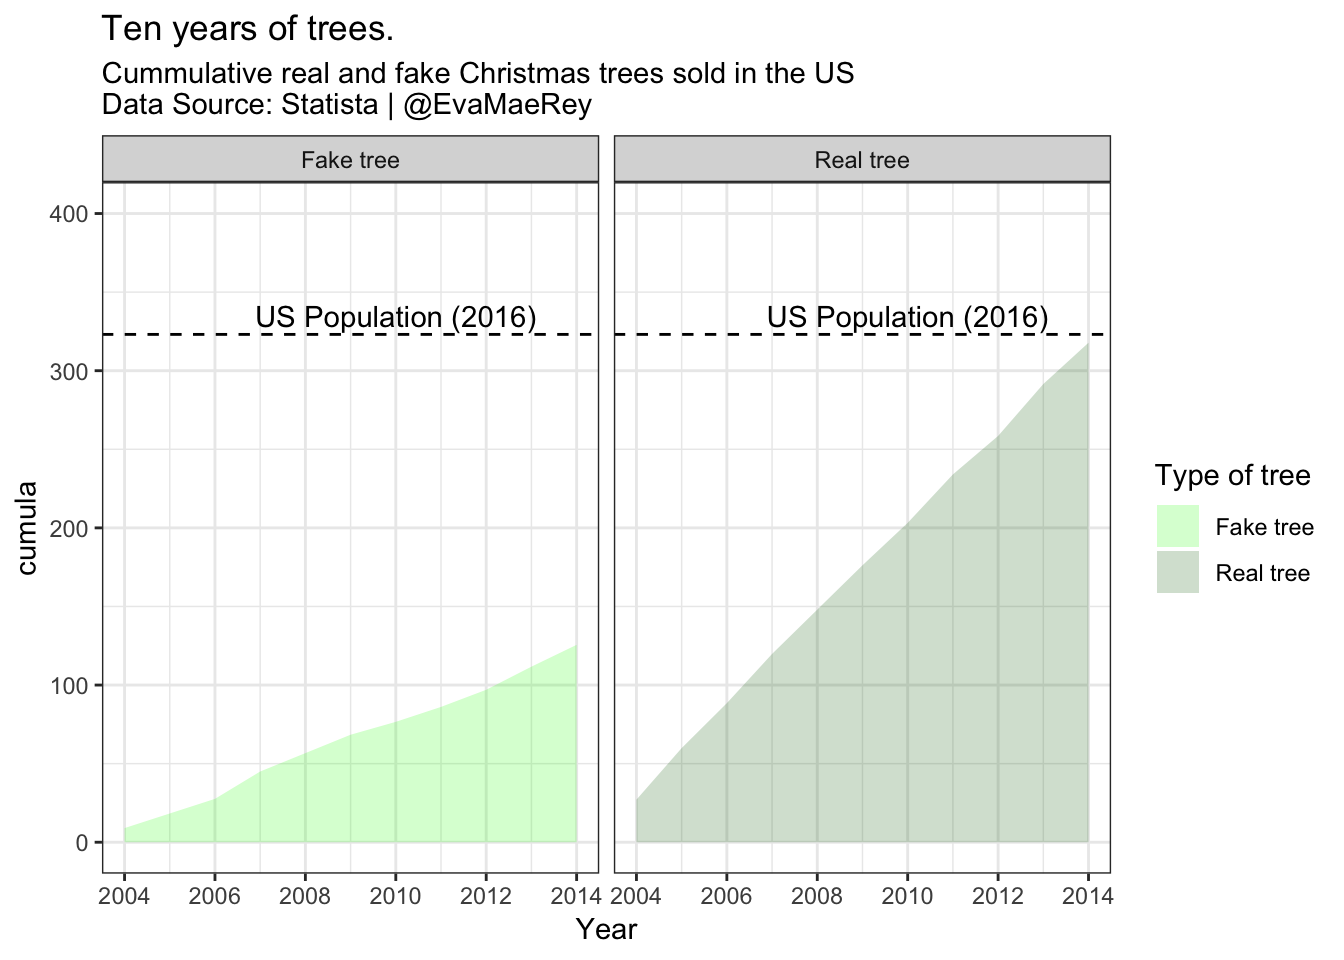 Ten years of trees.
Cummulative real and fake Christmas trees sold in the US
Data Source: Statista | @EvaMaeRey
Fake tree
Real tree
400
300
200
100
0
cumula
US Population (2016)
US Population (2016)
2004 2006 2008 2010 2012 2014
2004 2006 2008 2010 2012 2014
Year
Type of tree
Fake tree
Real tree